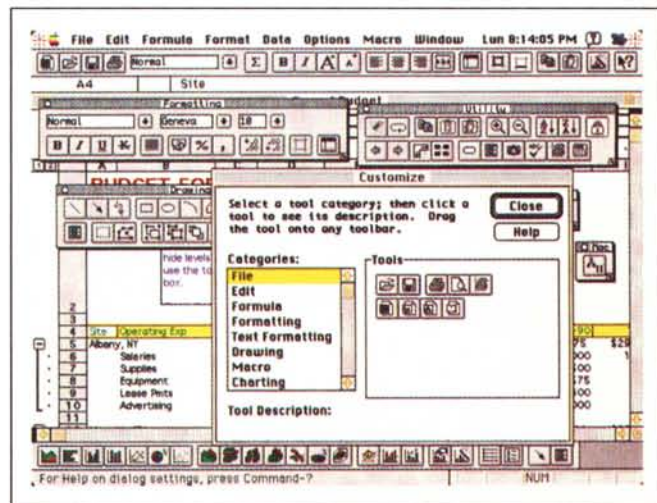 File Edit Formula Format Data Options Macro Window Lun 8:14:05 PM
Normal Σ B I A A
A4 Site
Formatting
Utility
Normal Geneva 10
B I U K % ,
Drawing
BUDGET FOR
Customize
Select a tool category; then click a
tool to see its description. Drag
the tool onto any toolbar.
Close
Help
hide levels
use the to
box.
Categories:
Tools
File
Edit
Formula
Formatting
Text Formatting
Drawing
Macro
Charting
Tool Description:
2
3
4 Site Operating Exp
5 Albany, NY
6 Salaries
7 Supplies
8 Equipment
9 Lease Pmts
10 Advertising
11
-90
$29
For Help on dialog settings, press Command-?
NUM